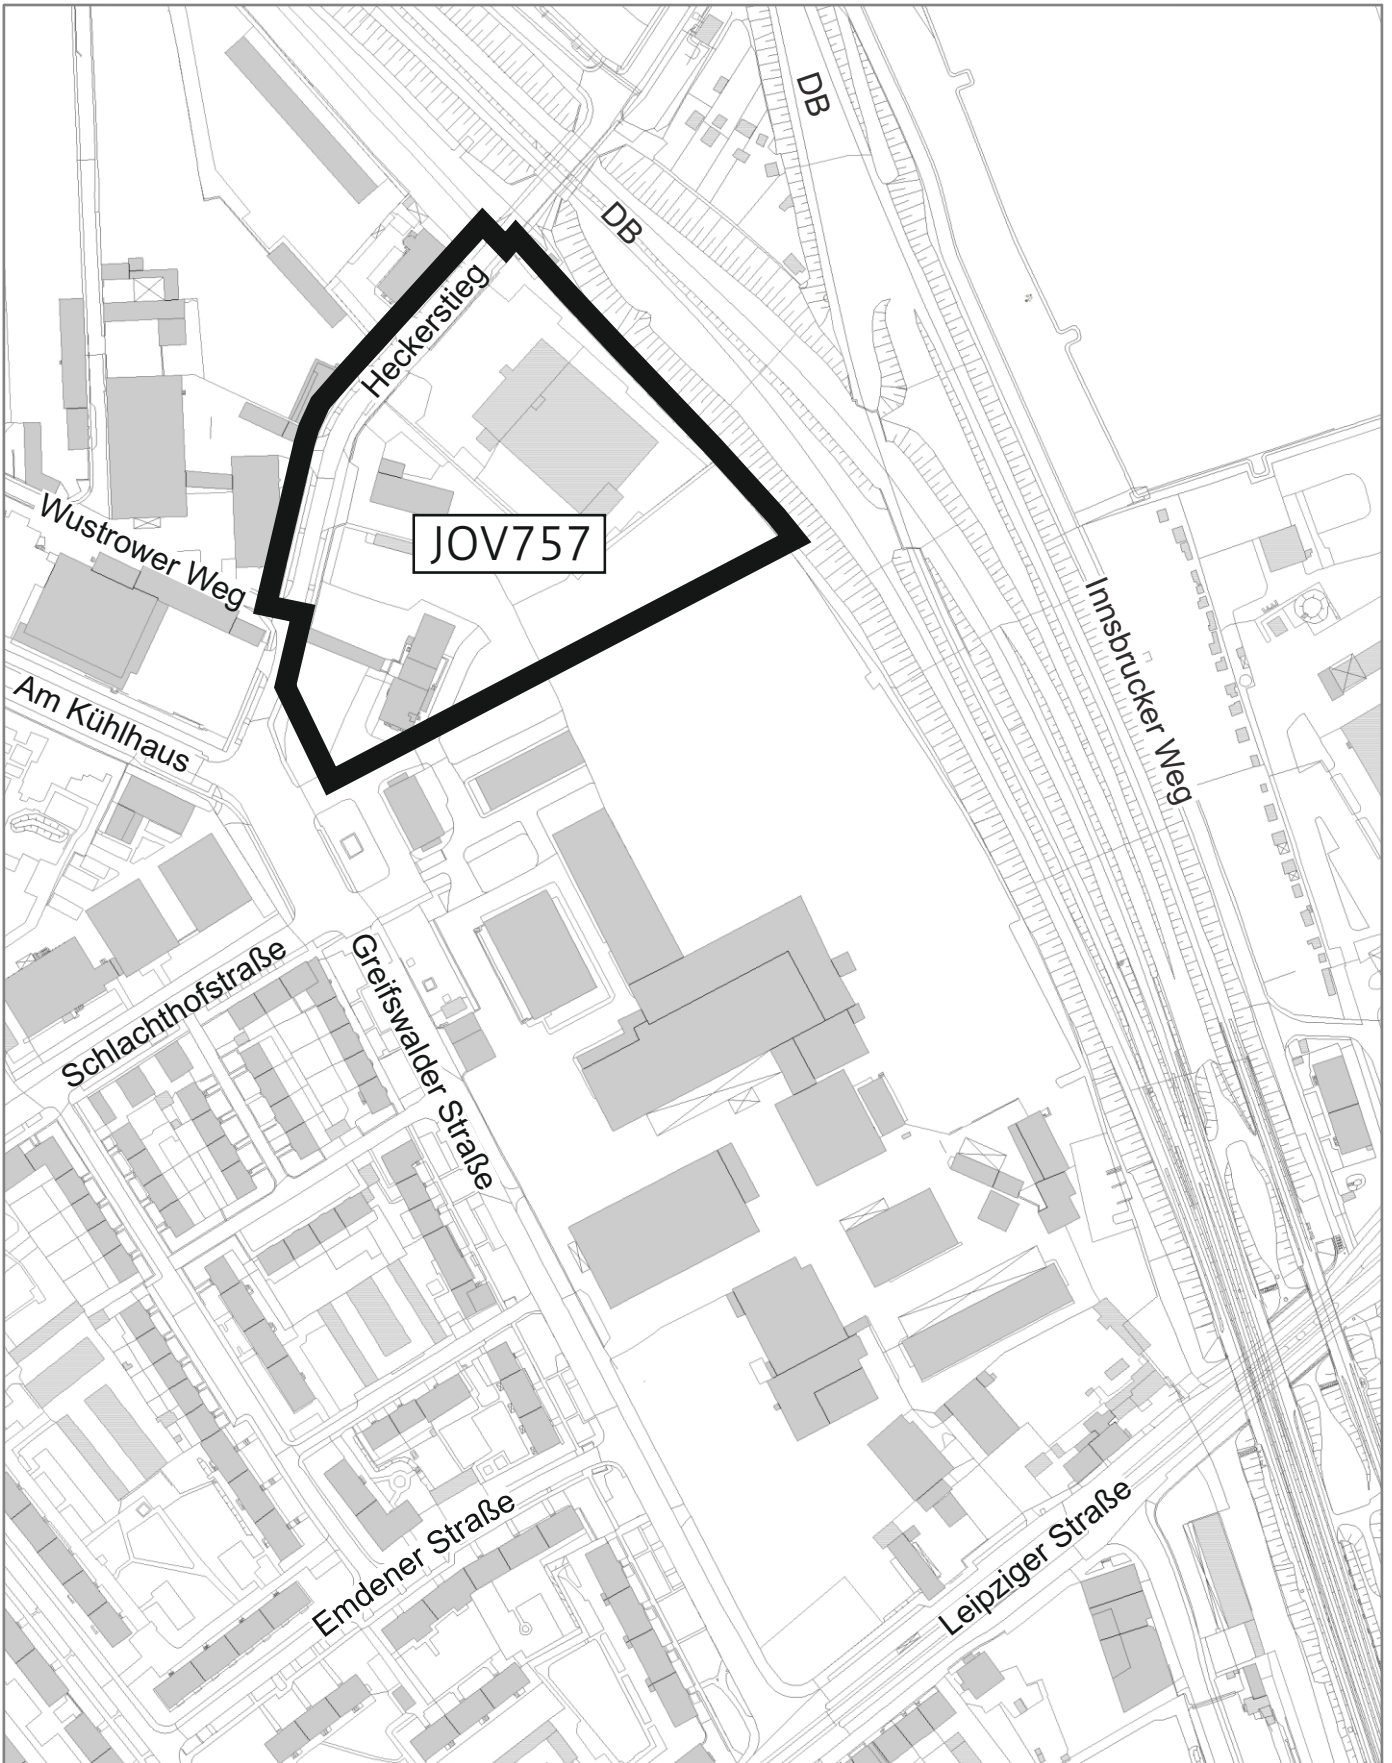 DB
DB
Heckerstieg
Wustrower Weg
JOV757
Innsbrucker Weg
Am Kühlhaus
Schlachthofstraße
Greifswalder Straße
Emdener Straße
Leipziger Straße